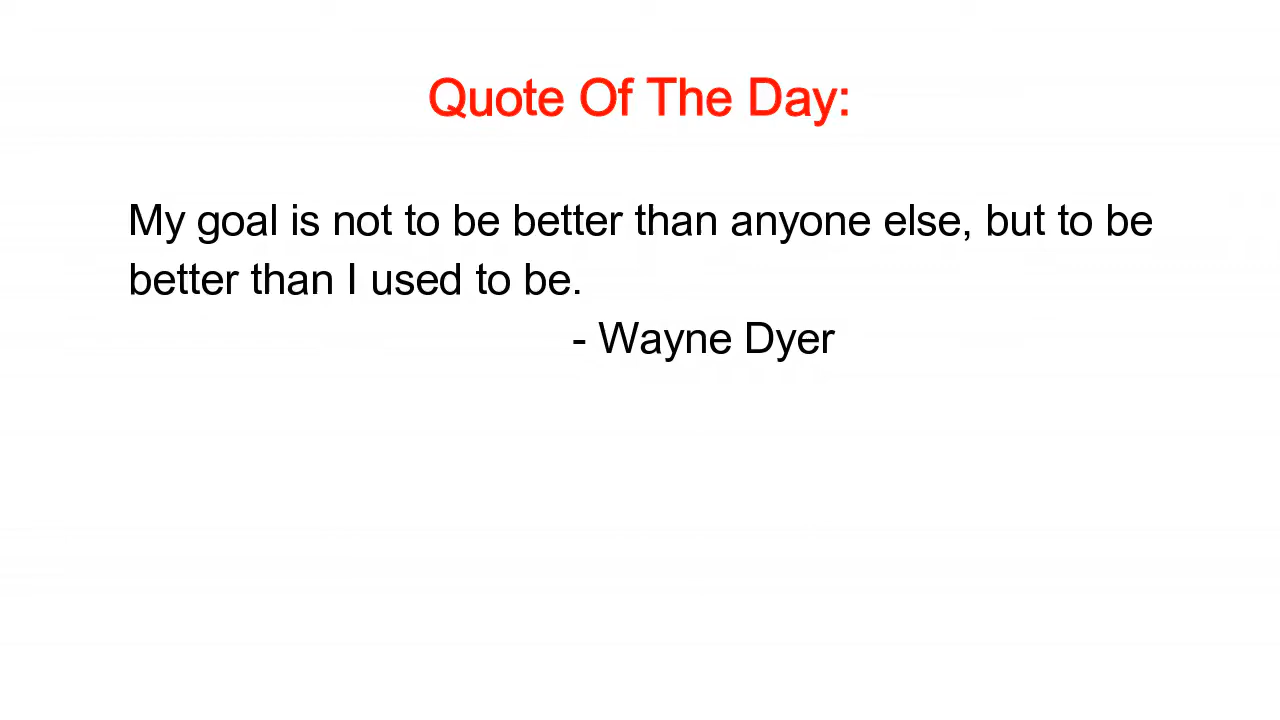 Quote Of The Day:
My goal is not to be better than anyone else, but to be
better than I used to be.
- Wayne Dyer